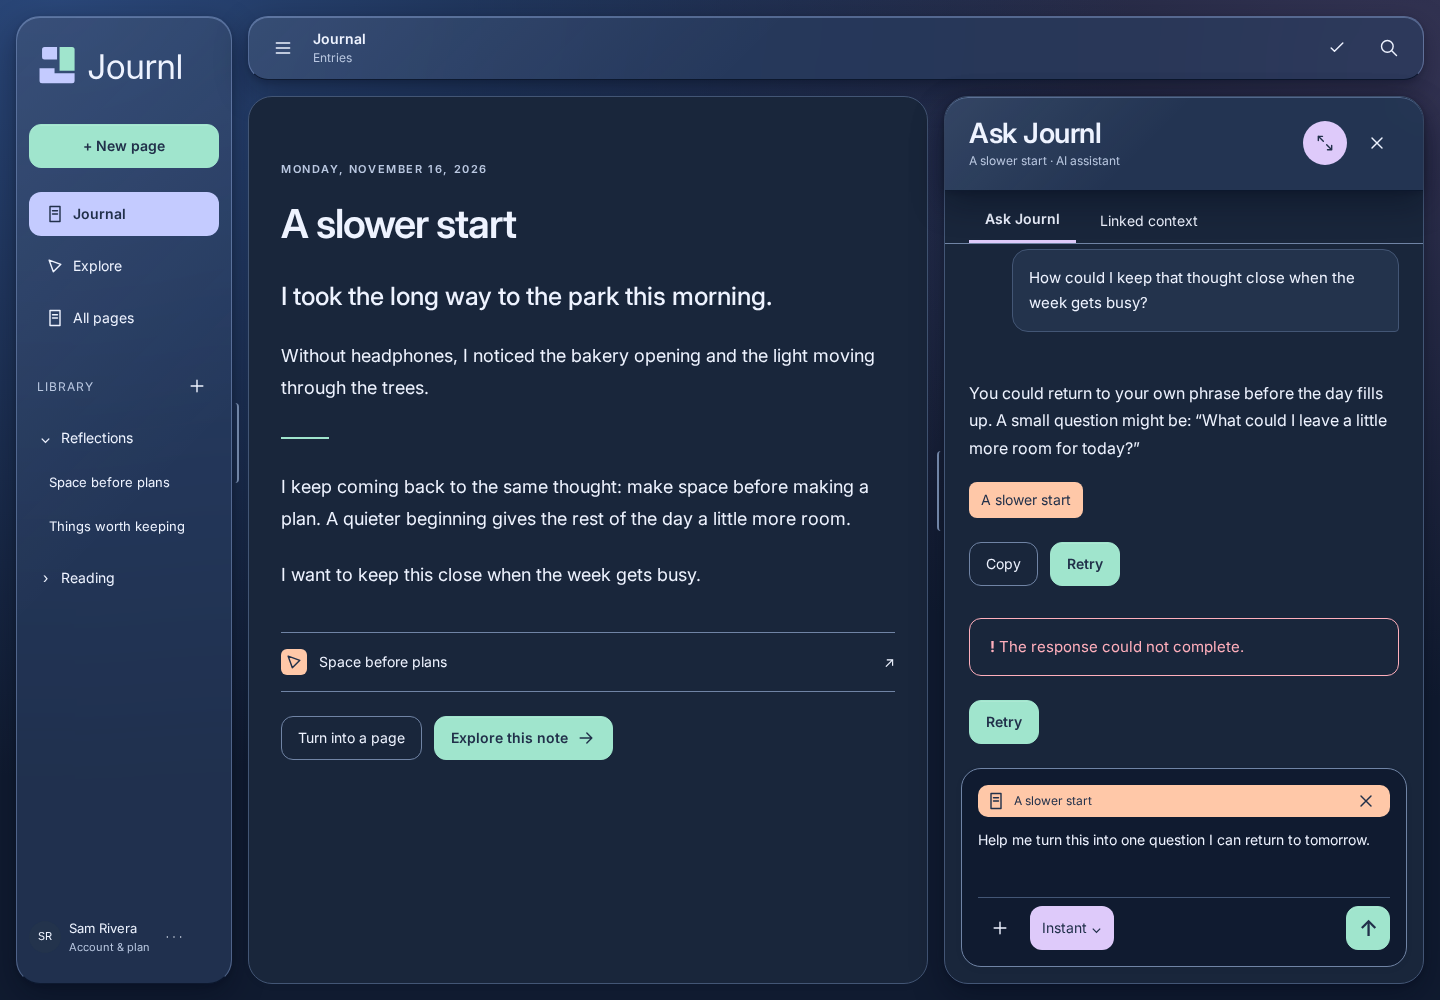 Journl
+ New page
Journal
Explore
All pages
LIBRARY
Reflections
Space before plans
Things worth keeping
Reading
SR
Sam Rivera
Account & plan
...
Journal
Entries
MONDAY, NOVEMBER 16, 2026
A slower start
I took the long way to the park this morning.
Without headphones, I noticed the bakery opening and the light moving
through the trees.
I keep coming back to the same thought: make space before making a
plan. A quieter beginning gives the rest of the day a little more room.
I want to keep this close when the week gets busy.
Space before plans
Turn into a page
Explore this note
Ask Journl
A slower start · AI assistant
Ask Journl
Linked context
How could I keep that thought close when the
week gets busy?
You could return to your own phrase before the day fills
up. A small question might be: “What could I leave a little
more room for today?”
A slower start
Copy
Retry
! The response could not complete.
Retry
A slower start
Help me turn this into one question I can return to tomorrow.
Instant